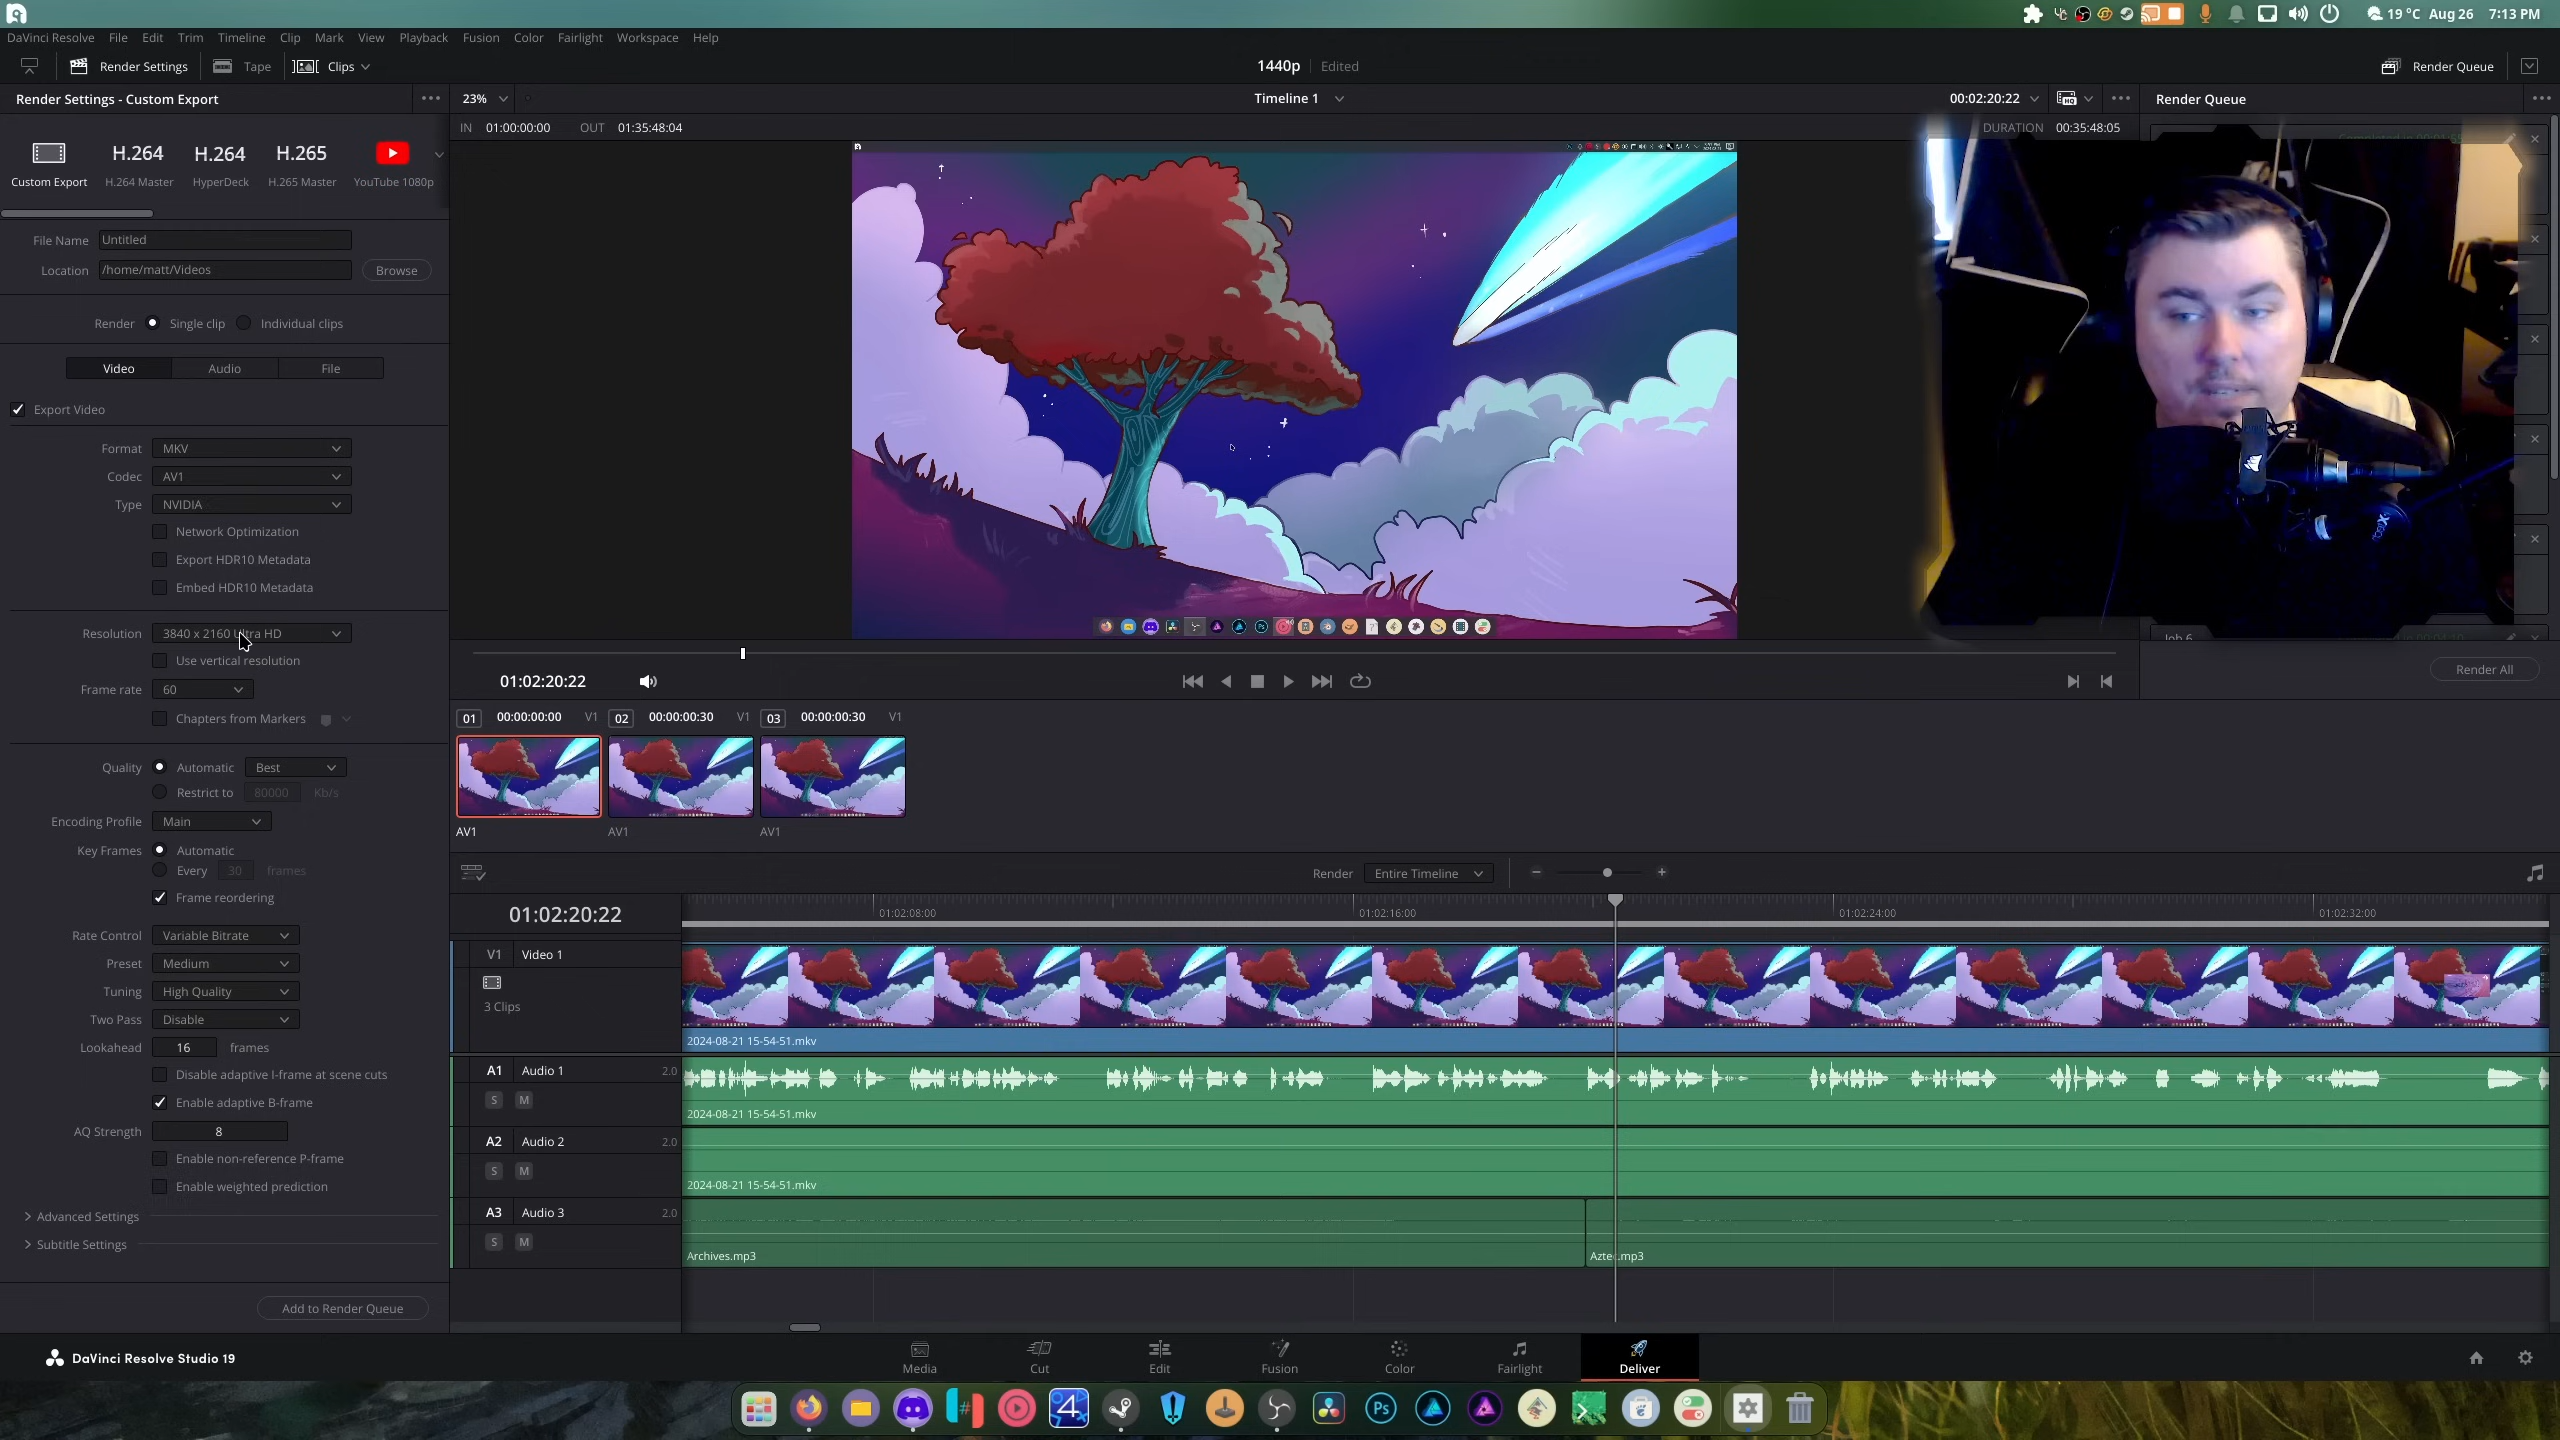 19 °C Aug 26 7:13 PM
DaVinci Resolve File Edit Trim Timeline Clip Mark View Playback Fusion Color Fairlight Workspace Help
Render Settings Tape Clips 1440p Edited Render Queue
Render Settings - Custom Export 23% Timeline 1 00:02:20:22 Render Queue
IN 01:00:00:00 OUT 01:35:48:04 DURATION 00:35:48:05
H.264 H.264 H.265
Custom Export H.264 Master HyperDeck H.265 Master YouTube 1080p
File Name Untitled
Location /home/matt/Videos Browse
Render Single clip Individual clips
Video Audio File
Export Video
Format MKV
Codec AV1
Type NVIDIA
Network Optimization
Export HDR10 Metadata
Embed HDR10 Metadata
Resolution 3840 x 2160 Ultra HD
Use vertical resolution
Frame rate 60
Chapters from Markers
Quality Automatic Best
Restrict to 80000 Kb/s
Encoding Profile Main
Key Frames Automatic
Every 30 frames
Frame reordering
Rate Control Variable Bitrate
Preset Medium
Tuning High Quality
Two Pass Disable
Lookahead 16 frames
Disable adaptive I-frame at scene cuts
Enable adaptive B-frame
AQ Strength 8
Enable non-reference P-frame
Enable weighted prediction
Advanced Settings
Subtitle Settings
Add to Render Queue
Job 6
Render All
01:02:20:22
01 00:00:00:00 V1 02 00:00:00:30 V1 03 00:00:00:30 V1
AV1 AV1 AV1
Render Entire Timeline
01:02:20:22 01:02:08:00 01:02:16:00 01:02:24:00 01:02:32:00
V1 Video 1
3 Clips
2024-08-21 15-54-51.mkv
A1 Audio 1 2.0
S M
2024-08-21 15-54-51.mkv
A2 Audio 2 2.0
S M
2024-08-21 15-54-51.mkv
A3 Audio 3 2.0
S M
Archives.mp3 .mp3
DaVinci Resolve Studio 19 Media Cut Edit Fusion Color Fairlight Deliver
4 Ps